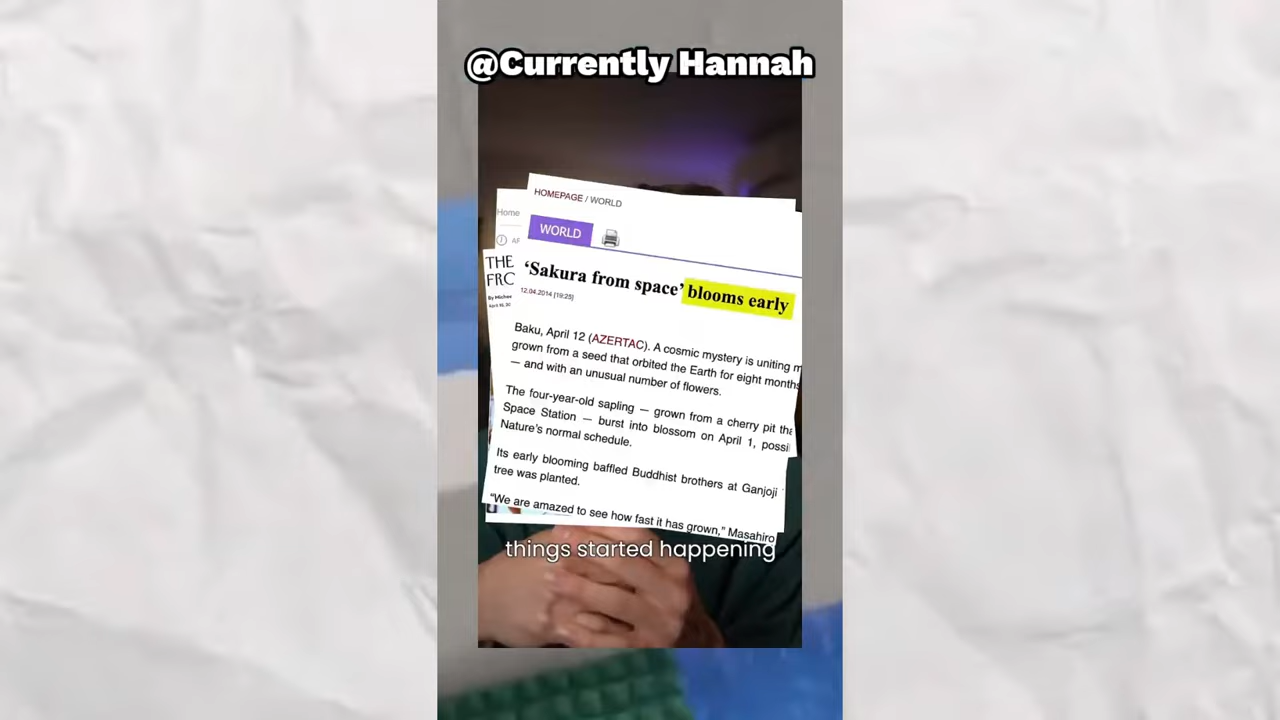 @Currently Hannah
HOMEPAGE / WORLD
Home
WORLD
THE
FRO
'Sakura from space' blooms early
12.04.2014 [19:25]
Baku, April 12 (AZERTAC). A cosmic mystery is uniting
grown from a seed that orbited the Earth for eight months
— and with an unusual number of flowers.
The four-year-old sapling — grown from a cherry pit
Space Station — burst into blossom on April 1,
Nature's normal schedule.
Its early blooming baffled Buddhist brothers at Ganjoji
tree was planted.
"We are amazed to see how fast it has grown," Masahiro
things started happening